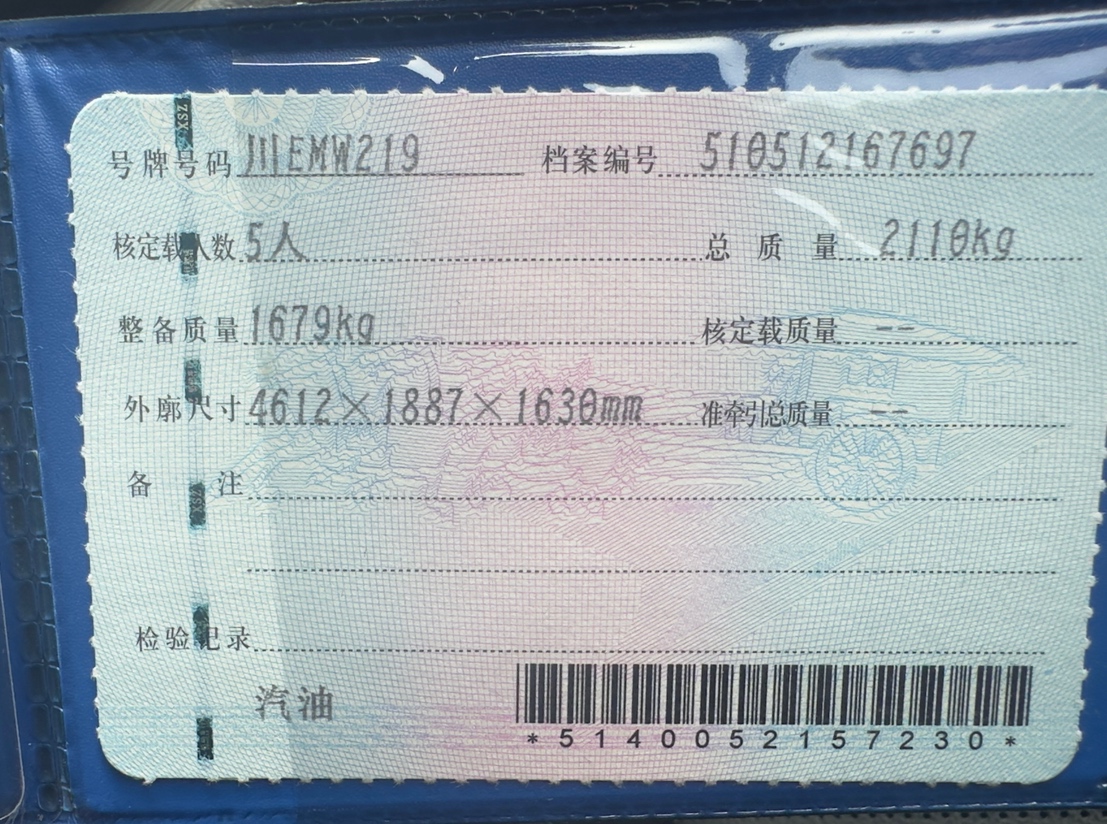 号牌号码 川EMW219 档案编号 510512167697
核定载人数 5人 总质量 2110kg
整备质量 1679kg 核定载质量 --
外廓尺寸 4612×1887×1630mm 准牵引总质量 --
备注
检验记录
汽油
*5140052157230*